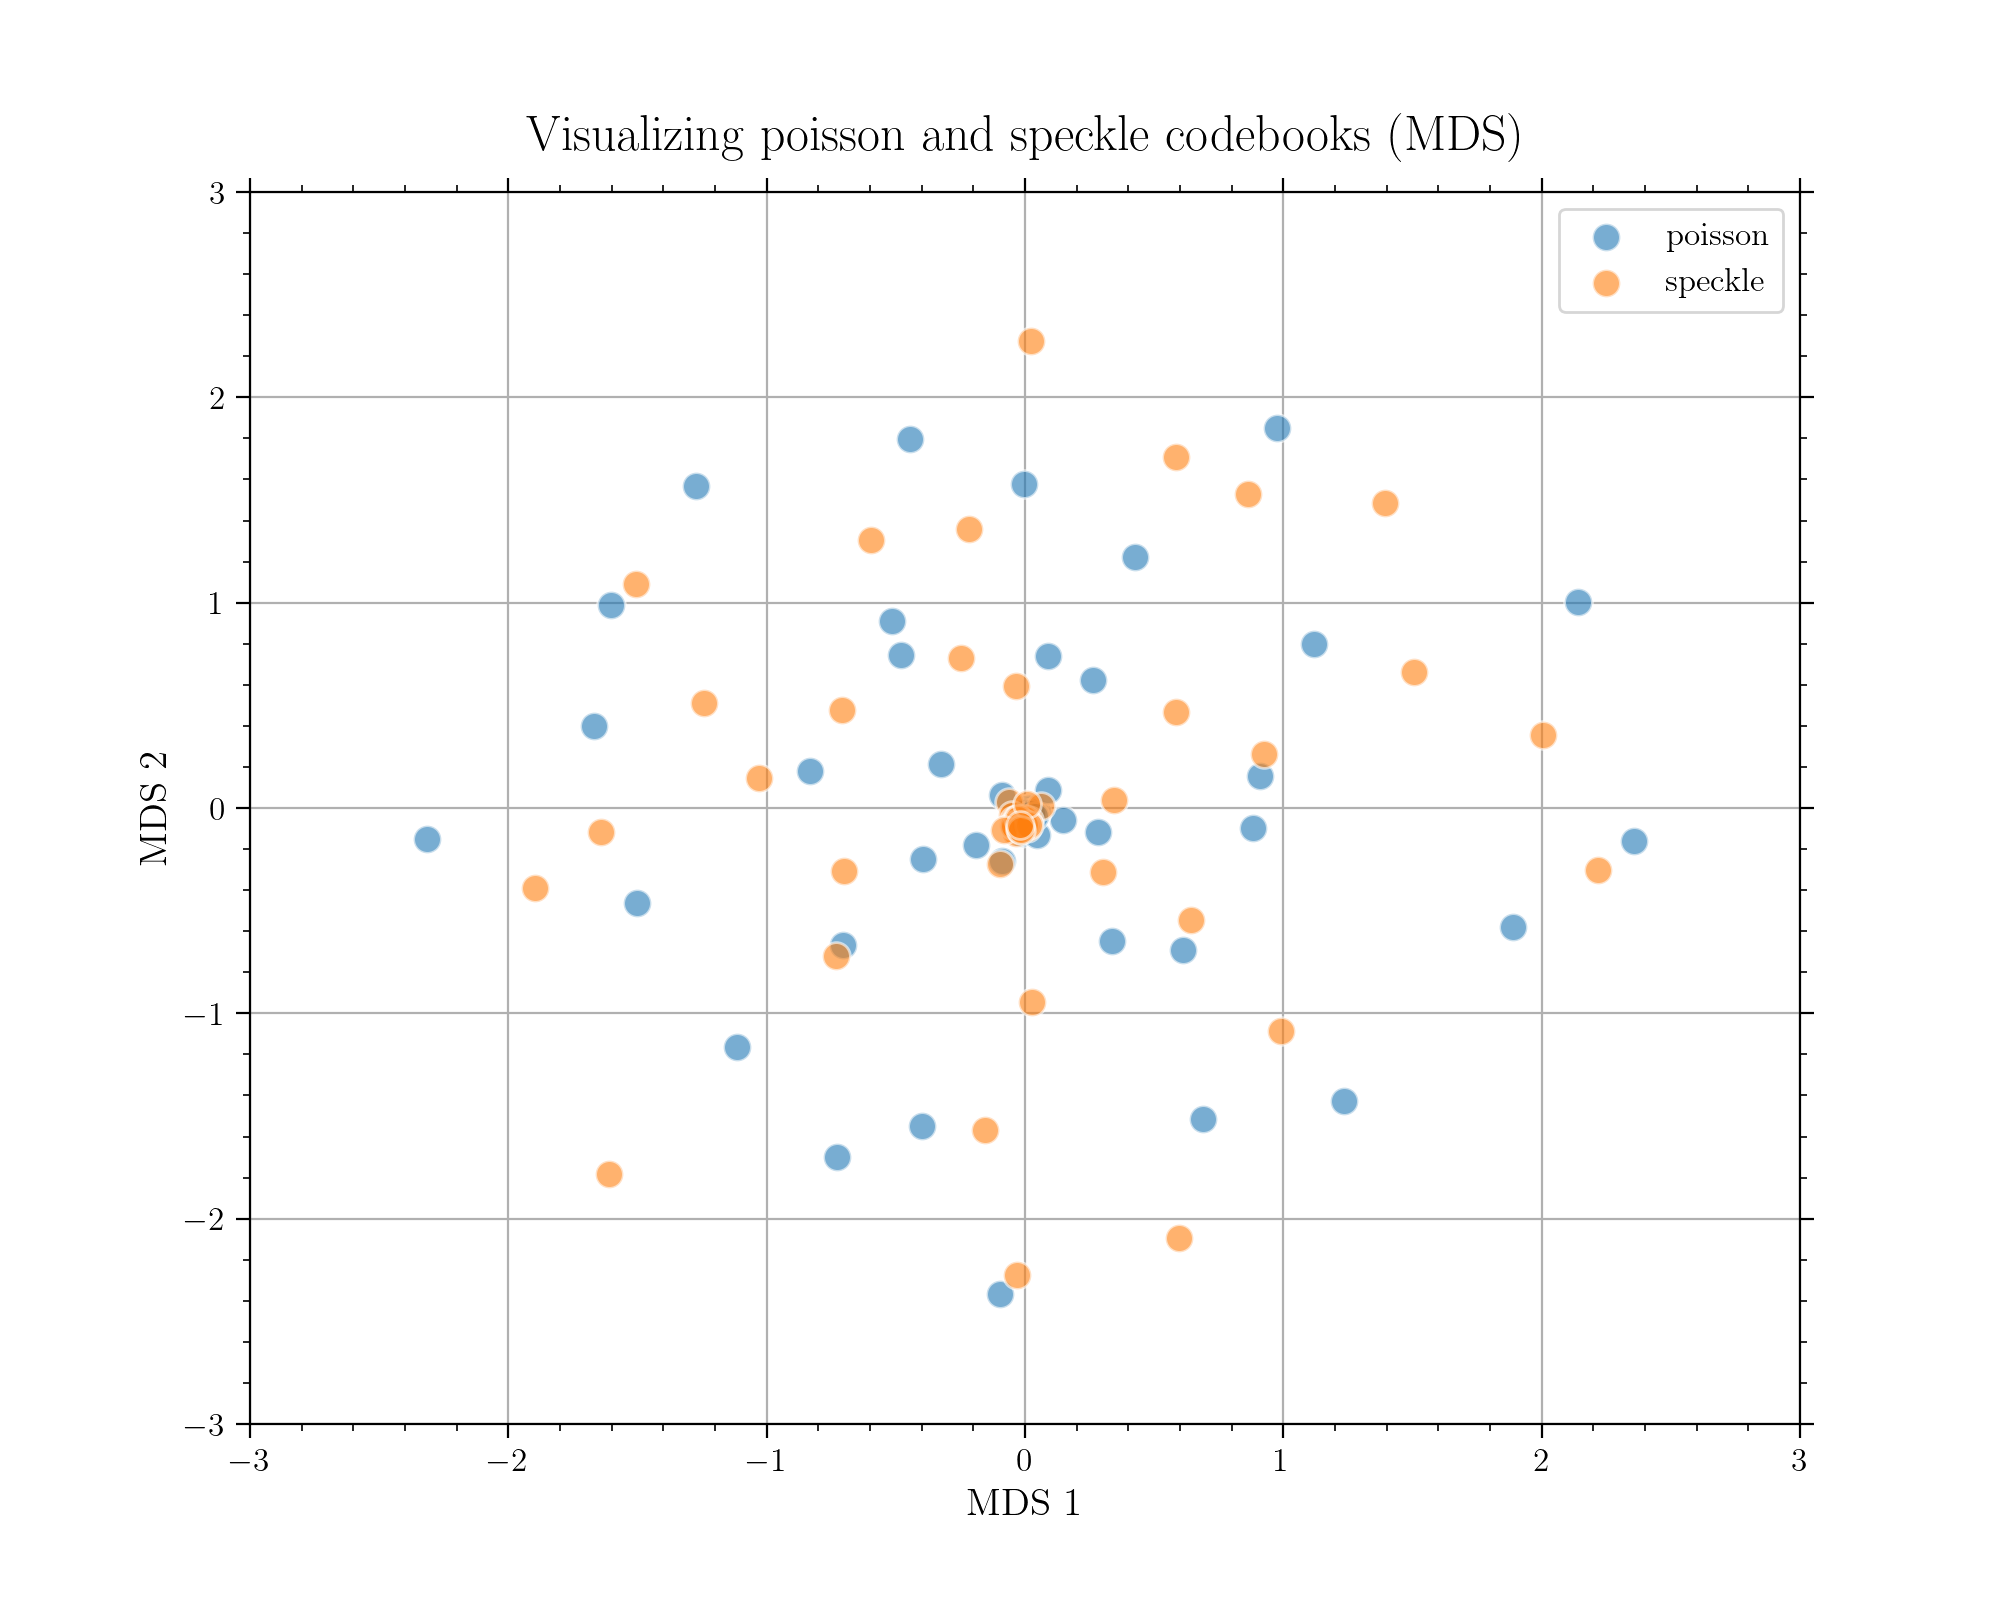 Visualizing poisson and speckle codebooks (MDS)
poisson
speckle
3
2
1
0
−1
−2
−3
MDS 2
−3
−2
−1
0
1
2
3
MDS 1